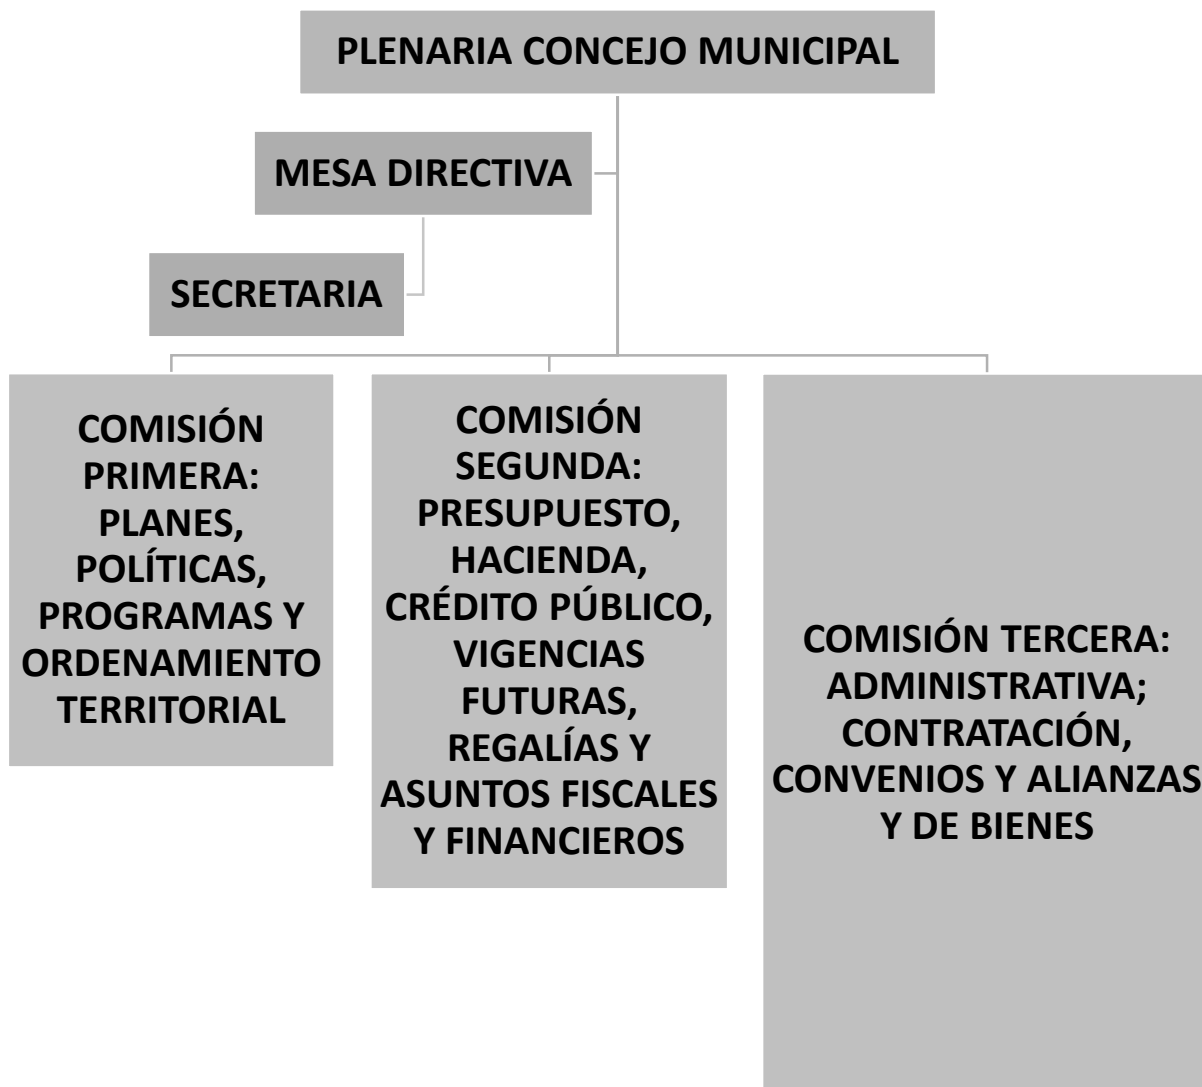 PLENARIA CONCEJO MUNICIPAL
MESA DIRECTIVA
SECRETARIA
COMISIÓN
PRIMERA:
PLANES,
POLÍTICAS,
PROGRAMAS Y
ORDENAMIENTO
TERRITORIAL
COMISIÓN
SEGUNDA:
PRESUPUESTO,
HACIENDA,
CRÉDITO PÚBLICO,
VIGENCIAS
FUTURAS,
REGALÍAS Y
ASUNTOS FISCALES
Y FINANCIEROS
COMISIÓN TERCERA:
ADMINISTRATIVA;
CONTRATACIÓN,
CONVENIOS Y ALIANZAS
Y DE BIENES